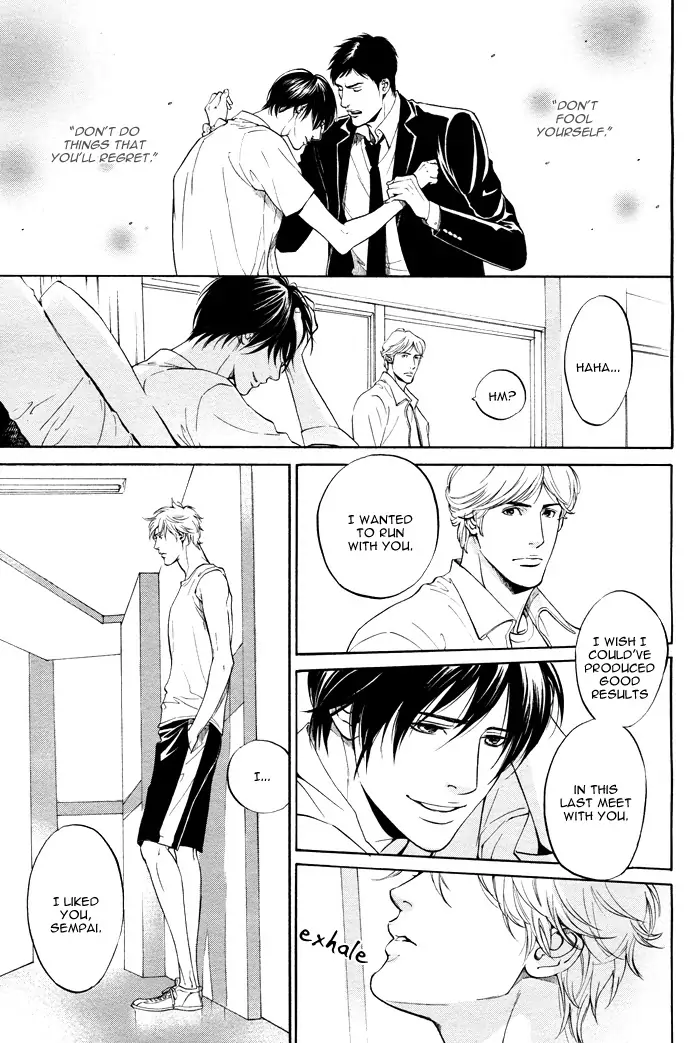 "DON'T
FOOL
YOURSELF."
"DON'T DO
THINGS THAT
YOU'LL REGRET."
HAHA...
HM?
I WANTED
TO RUN
WITH YOU.
I WISH I
COULD'VE
PRODUCED
GOOD
RESULTS
IN THIS
LAST MEET
WITH YOU.
exhale
I...
I LIKED
YOU,
SEMPAI.